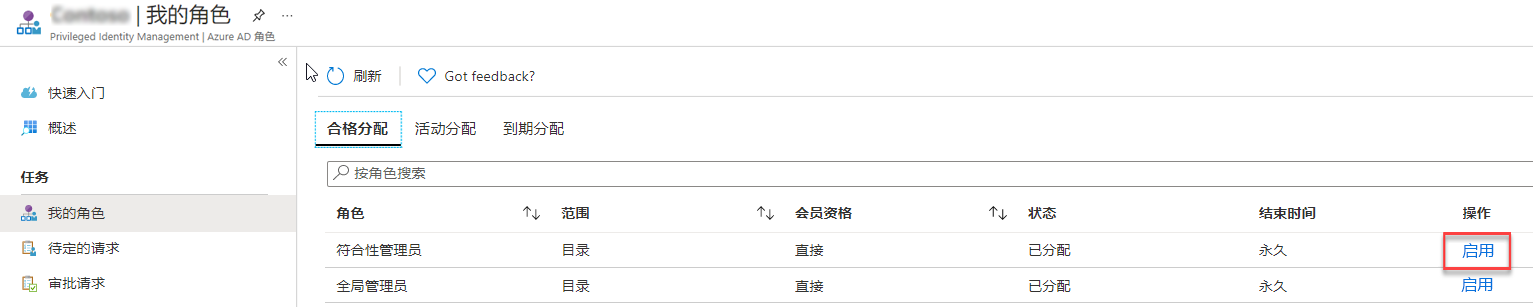 | 我的角色
Privileged Identity Management | Azure AD 角色
快速入门
概述
任务
我的角色
待定的请求
审批请求
刷新 Got feedback?
合格分配 活动分配 到期分配
按角色搜索
角色 范围 会员资格 状态 结束时间 操作
符合性管理员 目录 直接 已分配 永久 启用
全局管理员 目录 直接 已分配 永久 启用